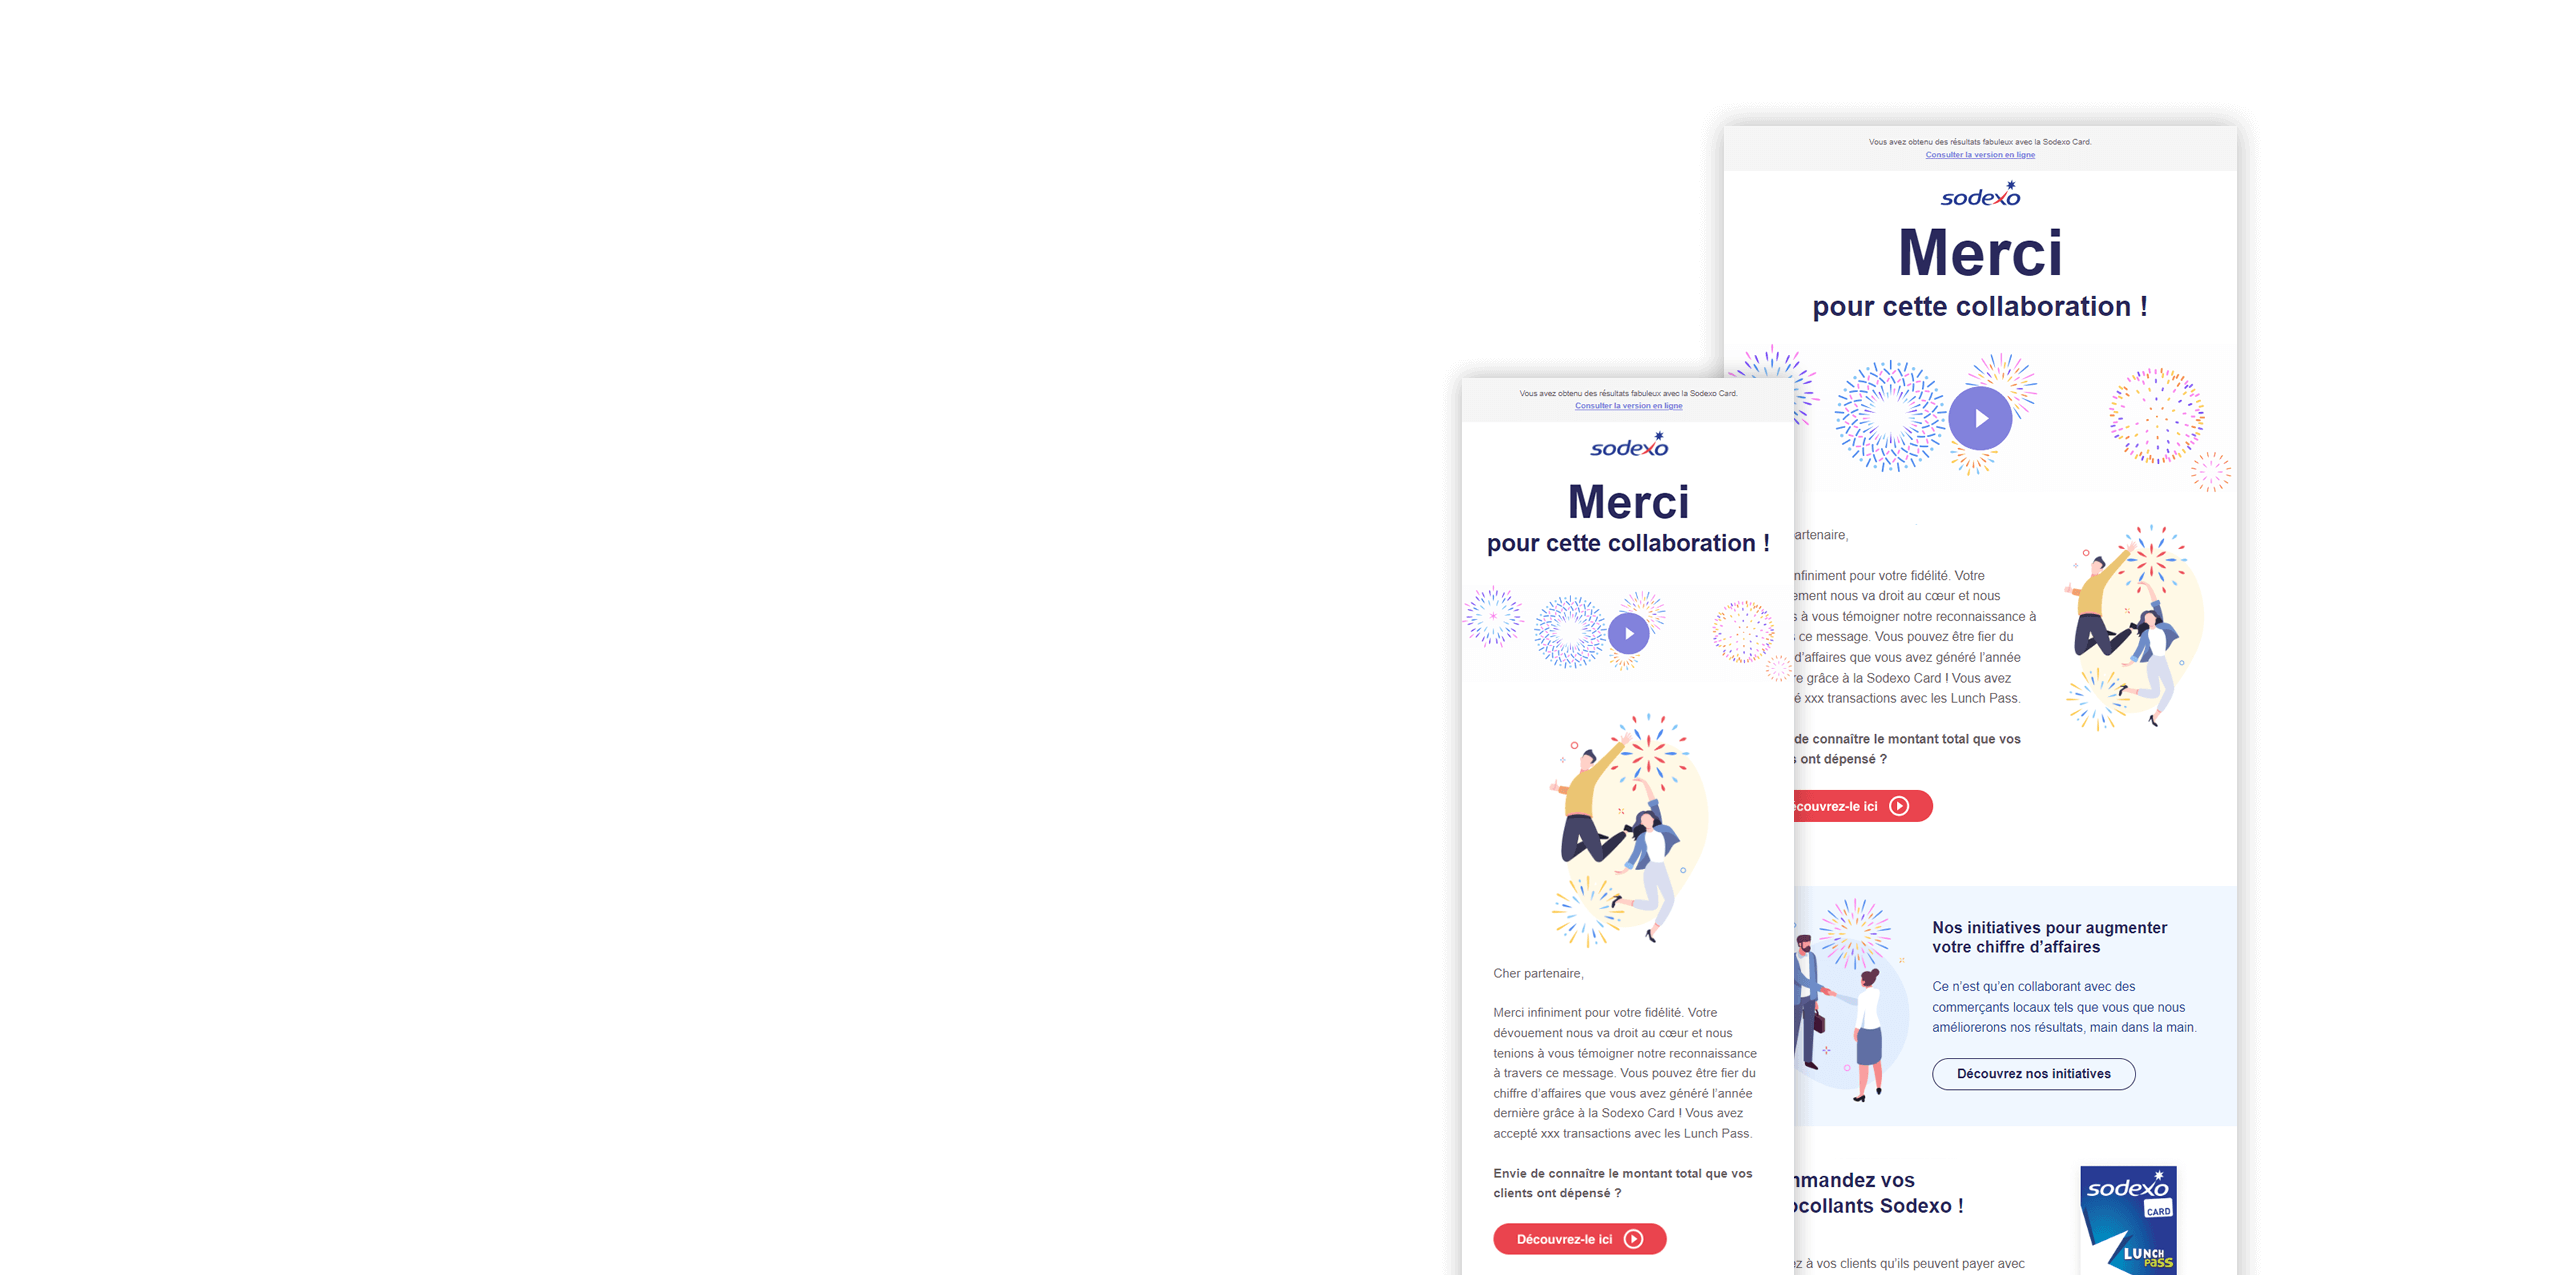 Vous avez obtenu des résultats fabuleux avec la Sodexo Card.
Consulter la version en ligne
sodexo
Merci
pour cette collaboration !
Cher partenaire,
Merci infiniment pour votre fidélité. Votre
dévouement nous va droit au cœur et nous
tenions à vous témoigner notre reconnaissance
à travers ce message. Vous pouvez être fier du
chiffre d’affaires que vous avez généré l’année
dernière grâce à la Sodexo Card ! Vous avez
accepté xxx transactions avec les Lunch Pass.
Envie de connaître le montant total que vos
clients ont dépensé ?
Découvrez-le ici
Vous avez obtenu des résultats fabuleux avec la Sodexo Card.
Consulter la version en ligne
sodexo
Merci
pour cette collaboration !
artenaire,
nfiniment pour votre fidélité. Votre
ement nous va droit au cœur et nous
s à vous témoigner notre reconnaissance à
ce message. Vous pouvez être fier du
d’affaires que vous avez généré l’année
re grâce à la Sodexo Card ! Vous avez
é xxx transactions avec les Lunch Pass.
de connaître le montant total que vos
s ont dépensé ?
écouvrez-le ici
Nos initiatives pour augmenter
votre chiffre d’affaires
Ce n’est qu’en collaborant avec des
commerçants locaux tels que vous que nous
améliorerons nos résultats, main dans la main.
Découvrez nos initiatives
mmandez vos
ocollants Sodexo !
ez à vos clients qu’ils peuvent payer avec
sodexo
CARD
LUNCH
PASS